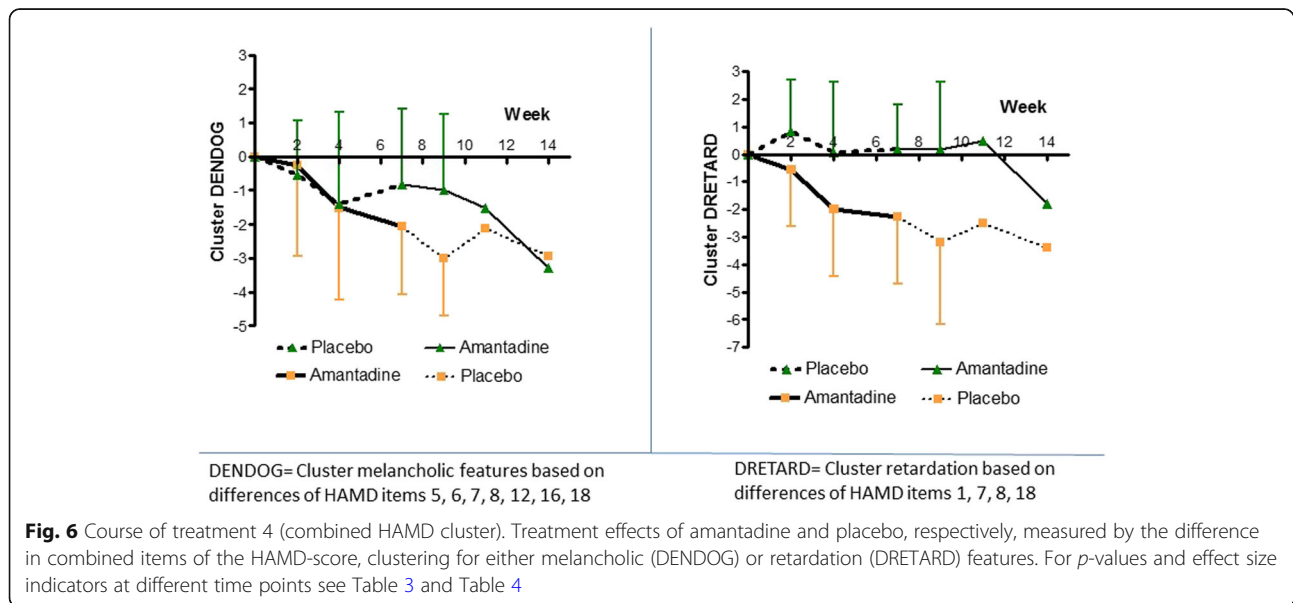 3
2
1
0
-1
-2
-3
-4
-5
Cluster DENDOG
Week
2 4 6 8 10 12 14
Placebo Amantadine
Amantadine Placebo
3
2
1
0
-1
-2
-3
-4
-5
-6
-7
Cluster DRETARD
Week
2 4 6 8 10 12 14
Placebo Amantadine
Amantadine Placebo
DENDOG= Cluster melancholic features based on
differences of HAMD items 5, 6, 7, 8, 12, 16, 18
DRETARD= Cluster retardation based on
differences of HAMD items 1, 7, 8, 18
Fig. 6 Course of treatment 4 (combined HAMD cluster). Treatment effects of amantadine and placebo, respectively, measured by the difference
in combined items of the HAMD-score, clustering for either melancholic (DENDOG) or retardation (DRETARD) features. For p-values and effect size
indicators at different time points see Table 3 and Table 4